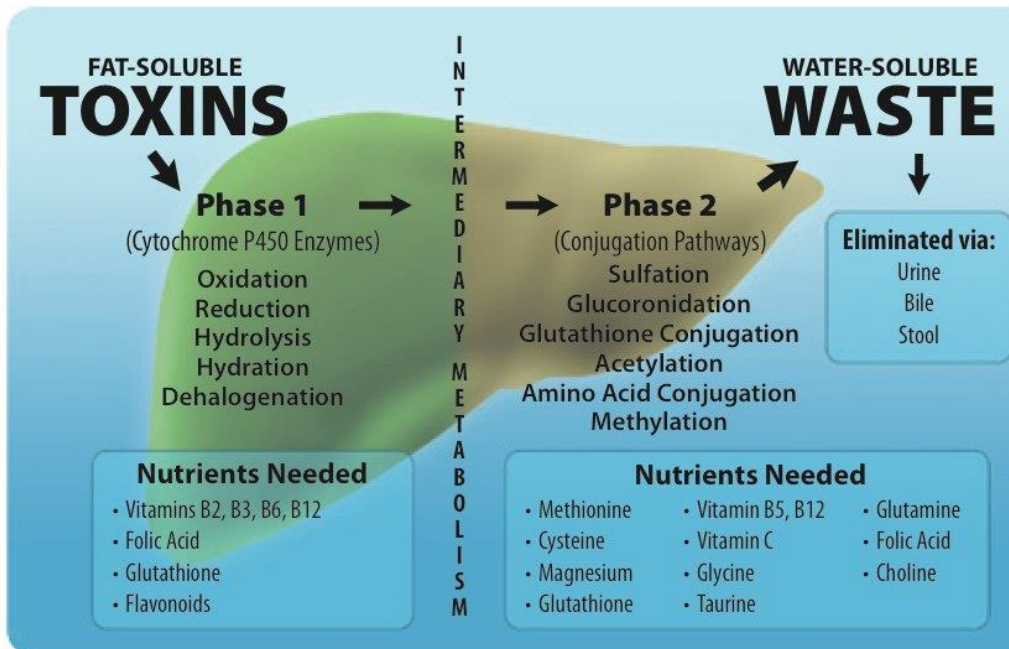 FAT-SOLUBLE
TOXINS
Phase 1
(Cytochrome P450 Enzymes)
Oxidation
Reduction
Hydrolysis
Hydration
Dehalogenation
Nutrients Needed
• Vitamins B2, B3, B6, B12
• Folic Acid
• Glutathione
• Flavonoids
INTERMEDIARY METABOLISM
Phase 2
(Conjugation Pathways)
Sulfation
Glucoronidation
Glutathione Conjugation
Acetylation
Amino Acid Conjugation
Methylation
Nutrients Needed
• Methionine
• Cysteine
• Magnesium
• Glutathione
• Vitamin B5, B12
• Vitamin C
• Glycine
• Taurine
• Glutamine
• Folic Acid
• Choline
WATER-SOLUBLE
WASTE
Eliminated via:
Urine
Bile
Stool